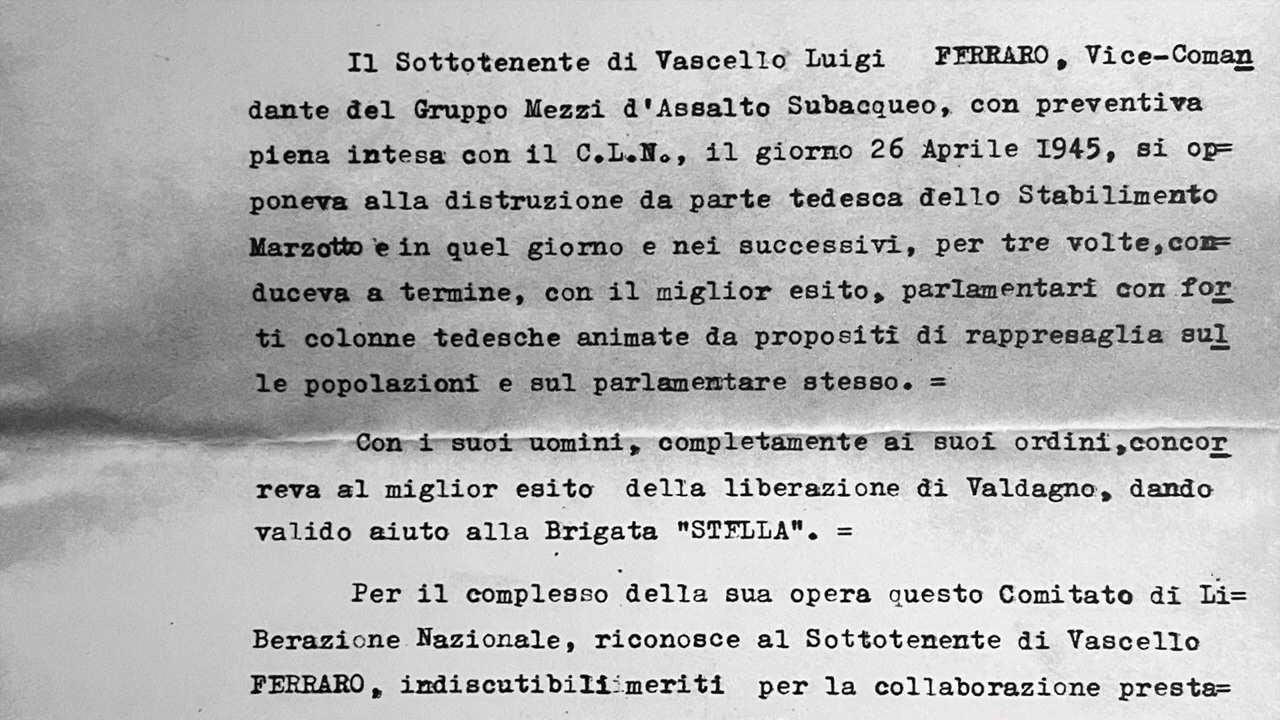 Il Sottotenente di Vascello Luigi FERRARO, Vice-Coman
dante del Gruppo Mezzi d'Assalto Subacqueo, con preventiva
piena intesa con il C.L.N., il giorno 26 Aprile 1945, si op=
poneva alla distruzione da parte tedesca dello Stabilimento
Marzotto e in quel giorno e nei successivi, per tre volte,con=
duceva a termine, con il miglior esito, parlamentari con for
ti colonne tedesche animate da propositi di rappresaglia sul
le popolazioni e sul parlamentare stesso. =
Con i suoi uomini, completamente ai suoi ordini,concor
reva al miglior esito della liberazione di Valdagno, dando
valido aiuto alla Brigata "STELLA". =
Per il complesso della sua opera questo Comitato di Li=
Berazione Nazionale, riconosce al Sottotenente di Vascello
FERRARO, indiscutibili meriti per la collaborazione presta=